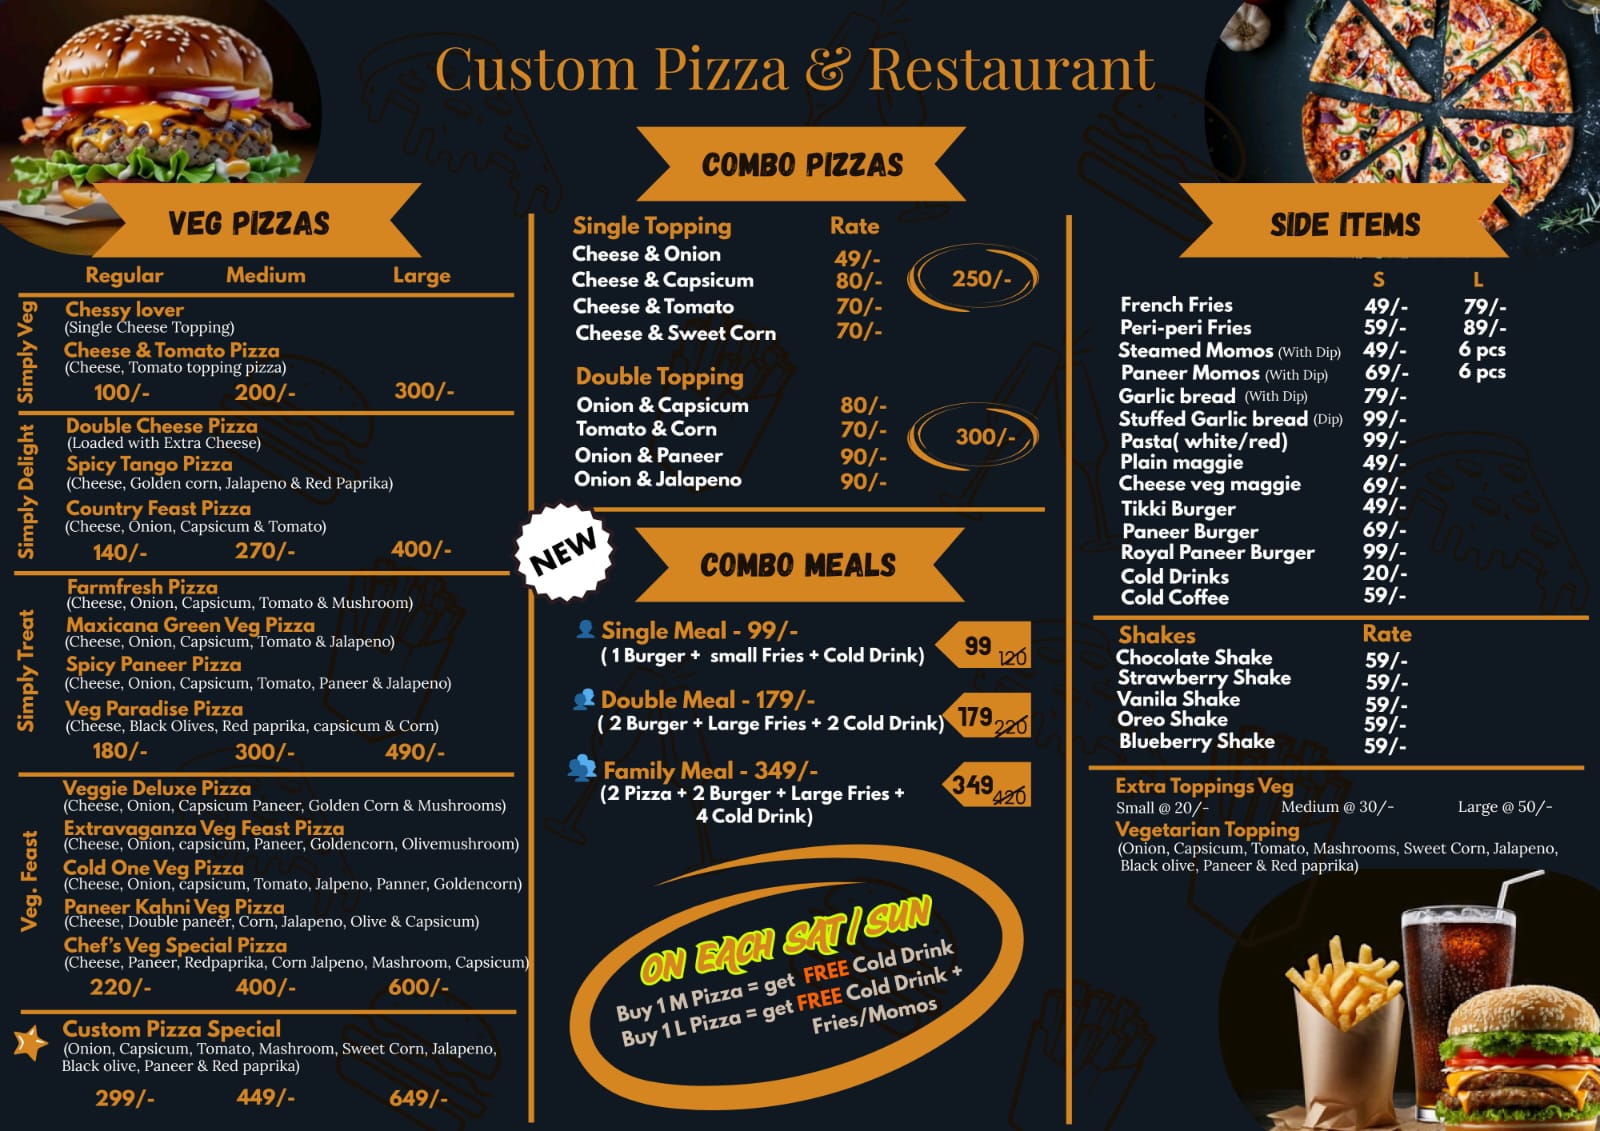 Custom Pizza & Restaurant
VEG PIZZAS
Regular Medium Large
Simply Veg
Chessy lover
(Single Cheese Topping)
Cheese & Tomato Pizza
(Cheese, Tomato topping pizza)
100/- 200/- 300/-
Simply Delight
Double Cheese Pizza
(Loaded with Extra Cheese)
Spicy Tango Pizza
(Cheese, Golden corn, Jalapeno & Red Paprika)
Country Feast Pizza
(Cheese, Onion, Capsicum & Tomato)
140/- 270/- 400/-
Simply Treat
Farmfresh Pizza
(Cheese, Onion, Capsicum, Tomato & Mushroom)
Maxicana Green Veg Pizza
(Cheese, Onion, Capsicum, Tomato & Jalapeno)
Spicy Paneer Pizza
(Cheese, Onion, Capsicum, Tomato, Paneer & Jalapeno)
Veg Paradise Pizza
(Cheese, Black Olives, Red paprika, capsicum & Corn)
180/- 300/- 490/-
Veg. Feast
Veggie Deluxe Pizza
(Cheese, Onion, Capsicum Paneer, Golden Corn & Mushrooms)
Extravaganza Veg Feast Pizza
(Cheese, Onion, capsicum, Paneer, Goldencorn, Olivemushroom)
Cold One Veg Pizza
(Cheese, Onion, capsicum, Tomato, Jalpeno, Panner, Goldencorn)
Paneer Kahni Veg Pizza
(Cheese, Double paneer, Corn, Jalapeno, Olive & Capsicum)
Chef's Veg Special Pizza
(Cheese, Paneer, Redpaprika, Corn Jalpeno, Mashroom, Capsicum)
220/- 400/- 600/-
Custom Pizza Special
(Onion, Capsicum, Tomato, Mashroom, Sweet Corn, Jalapeno,
Black olive, Paneer & Red paprika)
299/- 449/- 649/-
COMBO PIZZAS
Single Topping Rate
Cheese & Onion 49/-
Cheese & Capsicum 80/-
Cheese & Tomato 70/-
Cheese & Sweet Corn 70/-
250/-
Double Topping
Onion & Capsicum 80/-
Tomato & Corn 70/-
Onion & Paneer 90/-
Onion & Jalapeno 90/-
300/-
NEW
COMBO MEALS
Single Meal - 99/-
( 1 Burger + small Fries + Cold Drink)
99 120
Double Meal - 179/-
( 2 Burger + Large Fries + 2 Cold Drink)
179 220
Family Meal - 349/-
(2 Pizza + 2 Burger + Large Fries +
4 Cold Drink)
349 420
ON EACH SAT / SUN
Buy 1 M Pizza = get FREE Cold Drink
Buy 1 L Pizza = get FREE Cold Drink +
Fries/Momos
SIDE ITEMS
S L
French Fries 49/- 79/-
Peri-peri Fries 59/- 89/-
Steamed Momos (With Dip) 49/- 6 pcs
Paneer Momos (With Dip) 69/- 6 pcs
Garlic bread (With Dip) 79/-
Stuffed Garlic bread (Dip) 99/-
Pasta( white/red) 99/-
Plain maggie 49/-
Cheese veg maggie 69/-
Tikki Burger 49/-
Paneer Burger 69/-
Royal Paneer Burger 99/-
Cold Drinks 20/-
Cold Coffee 59/-
Shakes Rate
Chocolate Shake 59/-
Strawberry Shake 59/-
Vanila Shake 59/-
Oreo Shake 59/-
Blueberry Shake 59/-
Extra Toppings Veg
Small @ 20/- Medium @ 30/- Large @ 50/-
Vegetarian Topping
(Onion, Capsicum, Tomato, Mashrooms, Sweet Corn, Jalapeno,
Black olive, Paneer & Red paprika)